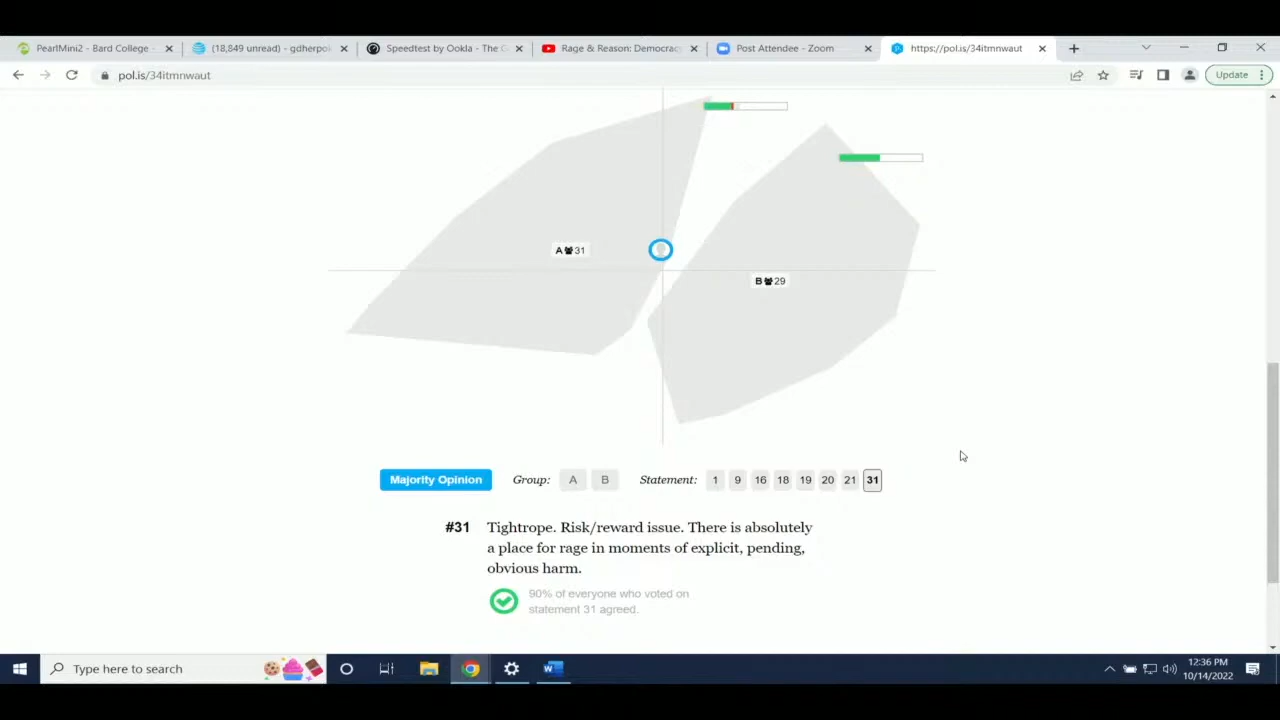 PearlMini2 - Bard College -
(18,849 unread) - gdherpol
Speedtest by Ookla - The G
Rage & Reason: Democrac
Post Attendee - Zoom
https://pol.is/34itmnwaut
pol.is/34itmnwaut
Update
A 31
B 29
Majority Opinion
Group: A B
Statement: 1 9 16 18 19 20 21 31
#31 Tightrope. Risk/reward issue. There is absolutely
a place for rage in moments of explicit, pending,
obvious harm.
90% of everyone who voted on
statement 31 agreed.
Type here to search
12:36 PM
10/14/2022